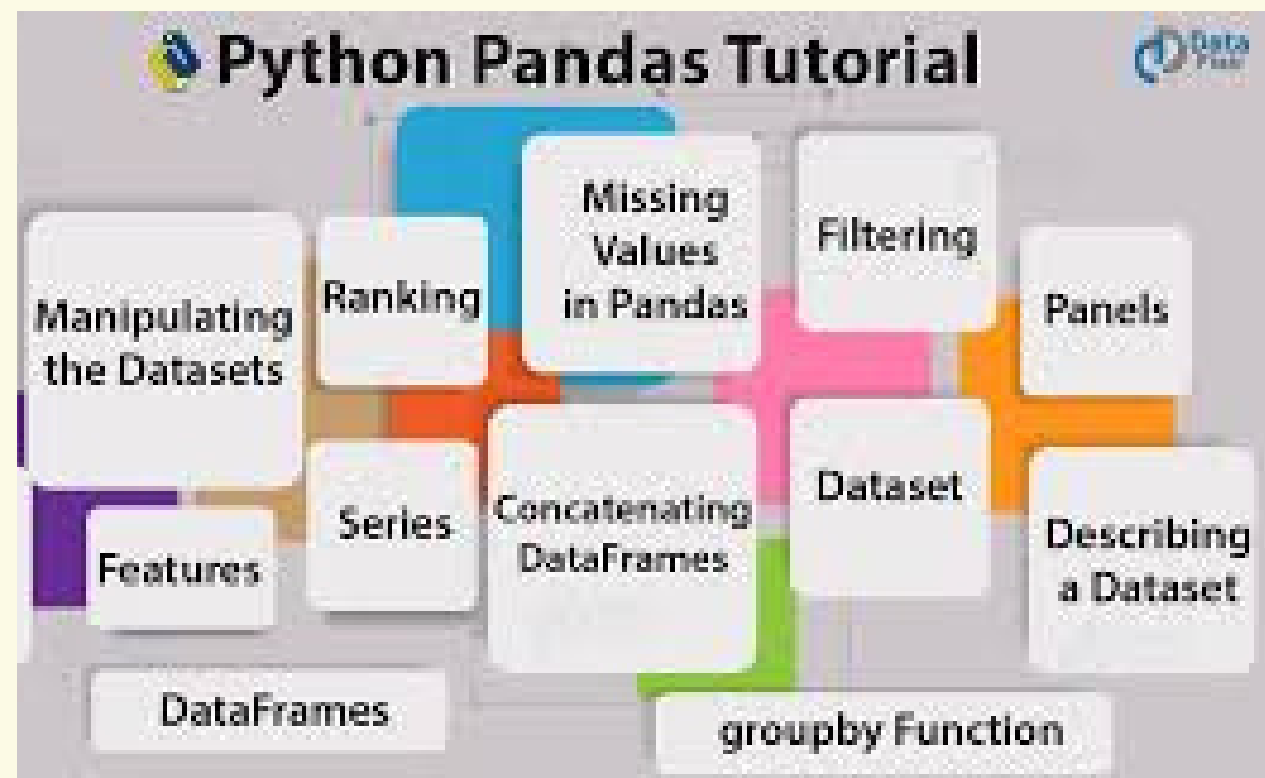 Python Pandas Tutorial
Data
Missing
Values
in Pandas
Filtering
Ranking
Panels
Manipulating
the Datasets
Concatenating
DataFrames
Dataset
Series
Describing
a Dataset
Features
DataFrames
groupby Function